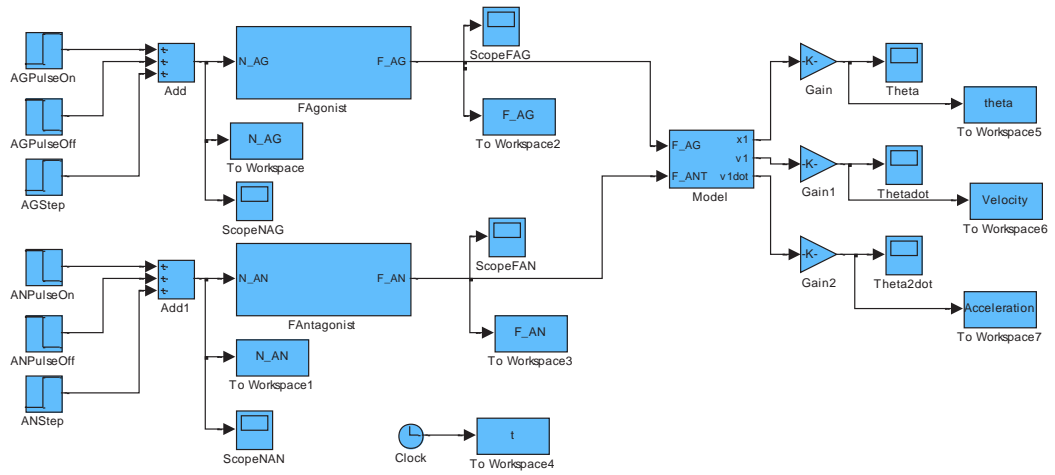 AGPulseOn
AGPulseOff
AGStep
+
+
+
Add
N_AG
F_AG
FAgonist
ScopeFAG
F_AG
To Workspace2
N_AG
To Workspace
ScopeNAG
ANPulseOn
ANPulseOff
ANStep
+
+
+
Add1
N_AN
F_AN
FAntagonist
ScopeFAN
F_AN
To Workspace3
N_AN
To Workspace1
ScopeNAN
Clock
t
To Workspace4
F_AG
F_ANT
x1
v1
v1dot
Model
-K-
Gain
Theta
theta
To Workspace5
-K-
Gain1
Thetadot
Velocity
To Workspace6
-K-
Gain2
Theta2dot
Acceleration
To Workspace7